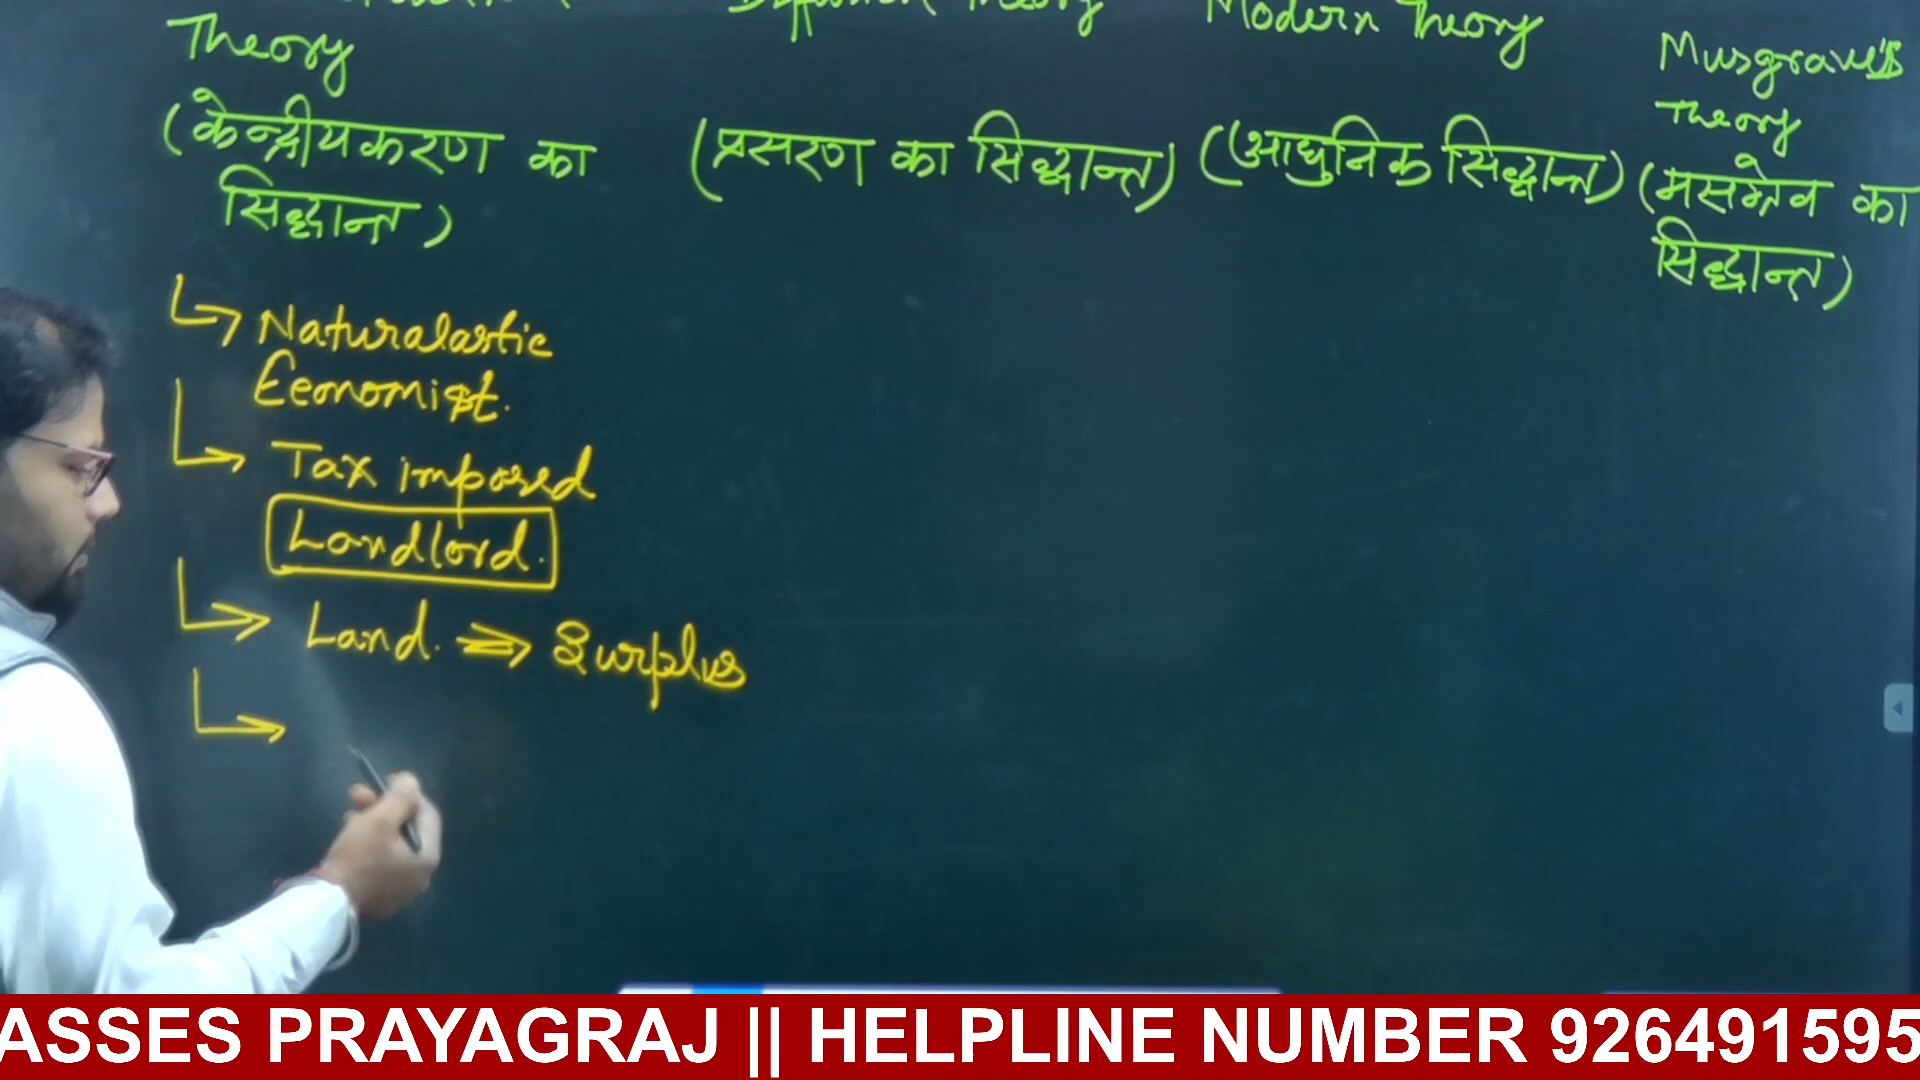 Theory
(केन्द्रीयकरण का
सिद्धान्त)
Theory
(प्रसरण का सिद्धान्त)
Modern Theory
(आधुनिक सिद्धान्त)
Musgrave's
Theory
(मसग्रेव का
सिद्धान्त)
Naturalastic
Economist.
Tax imposed
Landlord.
Land. ⇒ Surplus
ASSES PRAYAGRAJ || HELPLINE NUMBER 926491595